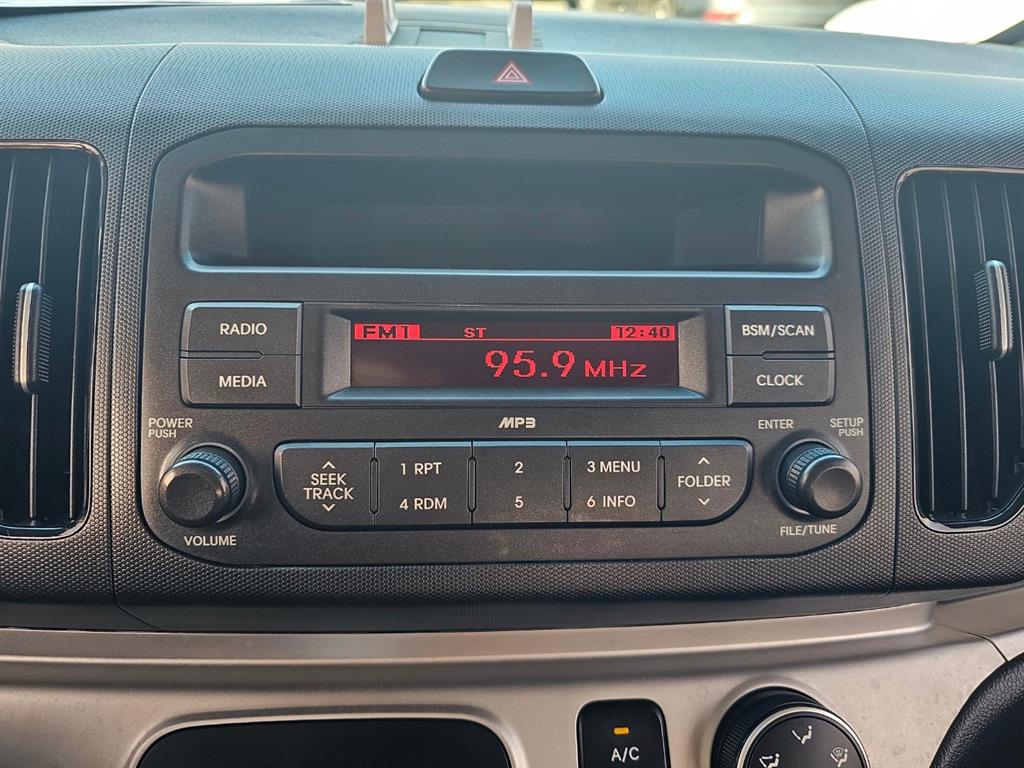 RADIO
MEDIA
FM1 ST 12:40
95.9 MHz
BSM/SCAN
CLOCK
MP3
POWER
PUSH
VOLUME
SEEK
TRACK
1 RPT
4 RDM
2
5
3 MENU
6 INFO
FOLDER
ENTER
SETUP
PUSH
FILE/TUNE
A/C